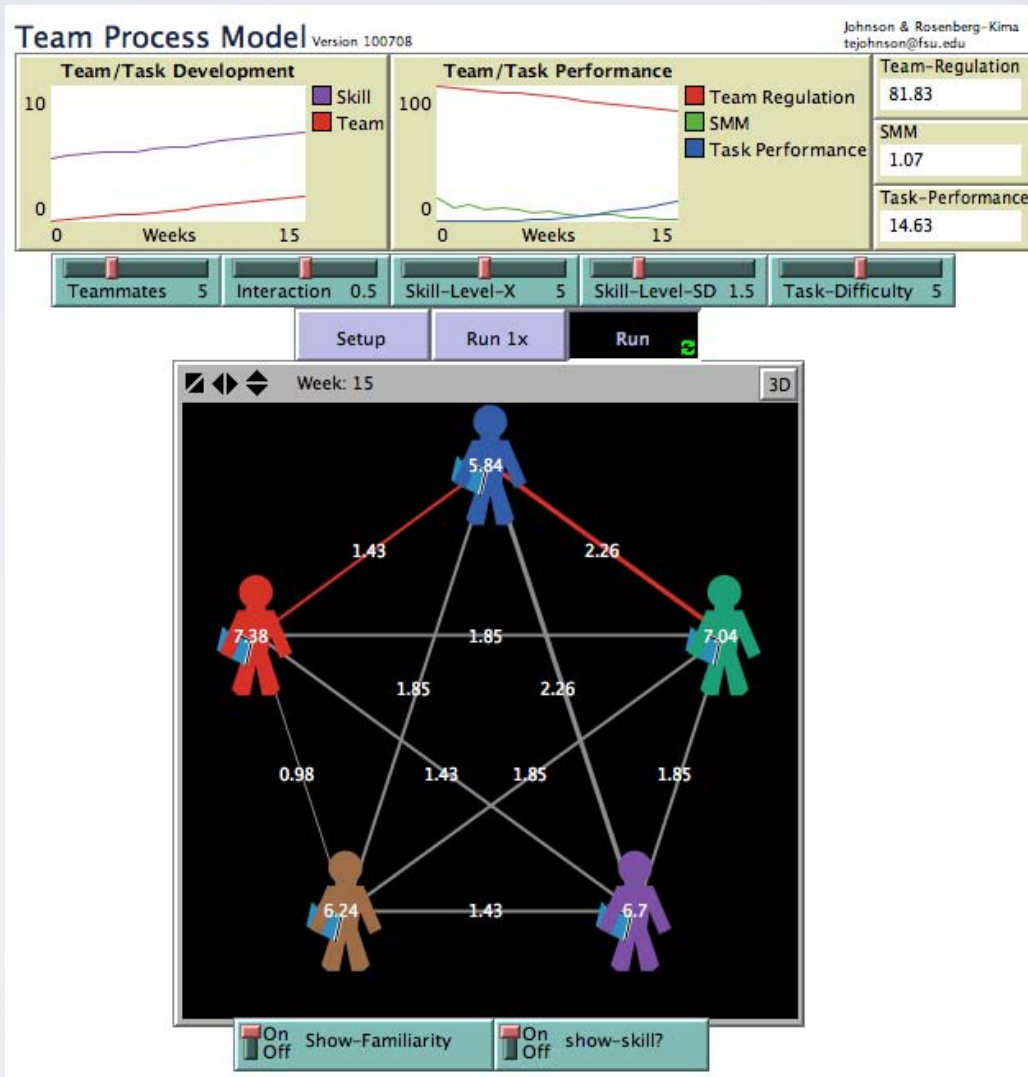 Team Process Model Version 100708
Johnson & Rosenberg-Kima
tejohnson@fsu.edu
Team/Task Development
10
0
0 Weeks 15
Skill
Team
Team/Task Performance
100
0
0 Weeks 15
Team Regulation
SMM
Task Performance
Team-Regulation
81.83
SMM
1.07
Task-Performance
14.63
Teammates 5
Interaction 0.5
Skill-Level-X 5
Skill-Level-SD 1.5
Task-Difficulty 5
Setup
Run 1x
Run
Week: 15
3D
5.84
1.43
2.26
7.38
1.85
7.04
1.85
2.26
0.98
1.43
1.85
1.85
6.24
1.43
6.7
On
Off
Show-Familiarity
On
Off
show-skill?